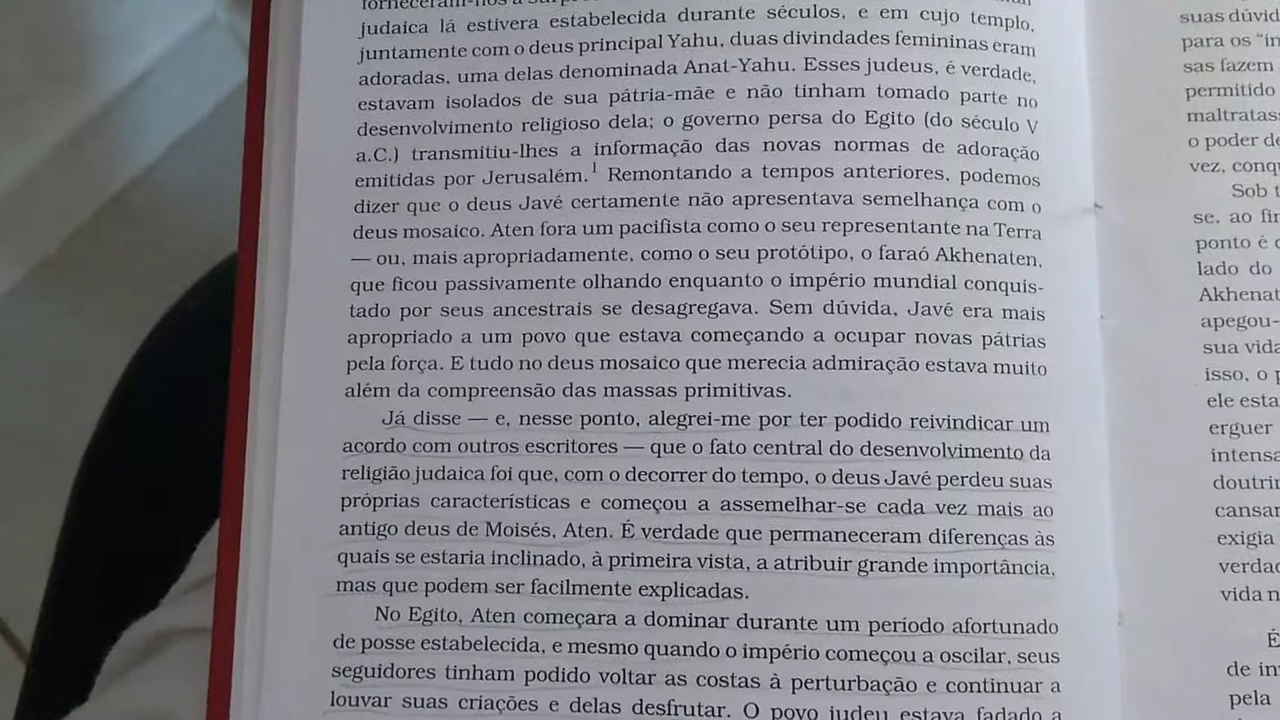 judaica lá estivera estabelecida durante séculos, e em cujo templo,
juntamente com o deus principal Yahu, duas divindades femininas eram
adoradas, uma delas denominada Anat-Yahu. Esses judeus, é verdade,
estavam isolados de sua pátria-mãe e não tinham tomado parte no
desenvolvimento religioso dela; o governo persa do Egito (do século V
a.C.) transmitiu-lhes a informação das novas normas de adoração
emitidas por Jerusalém.1 Remontando a tempos anteriores, podemos
dizer que o deus Javé certamente não apresentava semelhança com o
deus mosaico. Aten fora um pacifista como o seu representante na Terra
— ou, mais apropriadamente, como o seu protótipo, o faraó Akhenaten,
que ficou passivamente olhando enquanto o império mundial conquis-
tado por seus ancestrais se desagregava. Sem dúvida, Javé era mais
apropriado a um povo que estava começando a ocupar novas pátrias
pela força. E tudo no deus mosaico que merecia admiração estava muito
além da compreensão das massas primitivas.
Já disse — e, nesse ponto, alegrei-me por ter podido reivindicar um
acordo com outros escritores — que o fato central do desenvolvimento da
religião judaica foi que, com o decorrer do tempo, o deus Javé perdeu suas
próprias características e começou a assemelhar-se cada vez mais ao
antigo deus de Moisés, Aten. É verdade que permaneceram diferenças às
quais se estaria inclinado, à primeira vista, a atribuir grande importância,
mas que podem ser facilmente explicadas.
No Egito, Aten começara a dominar durante um período afortunado
de posse estabelecida, e mesmo quando o império começou a oscilar, seus
seguidores tinham podido voltar as costas à perturbação e continuar a
louvar suas criações e delas desfrutar. O povo judeu estava fadado a
suas
para os
sas fazem
permitido
o poder
vez,
Sob
se, ao
ponto é
lado do
apegou-
sua vida
isso, o
ele
erguer
exigia
vida
É
de
pela